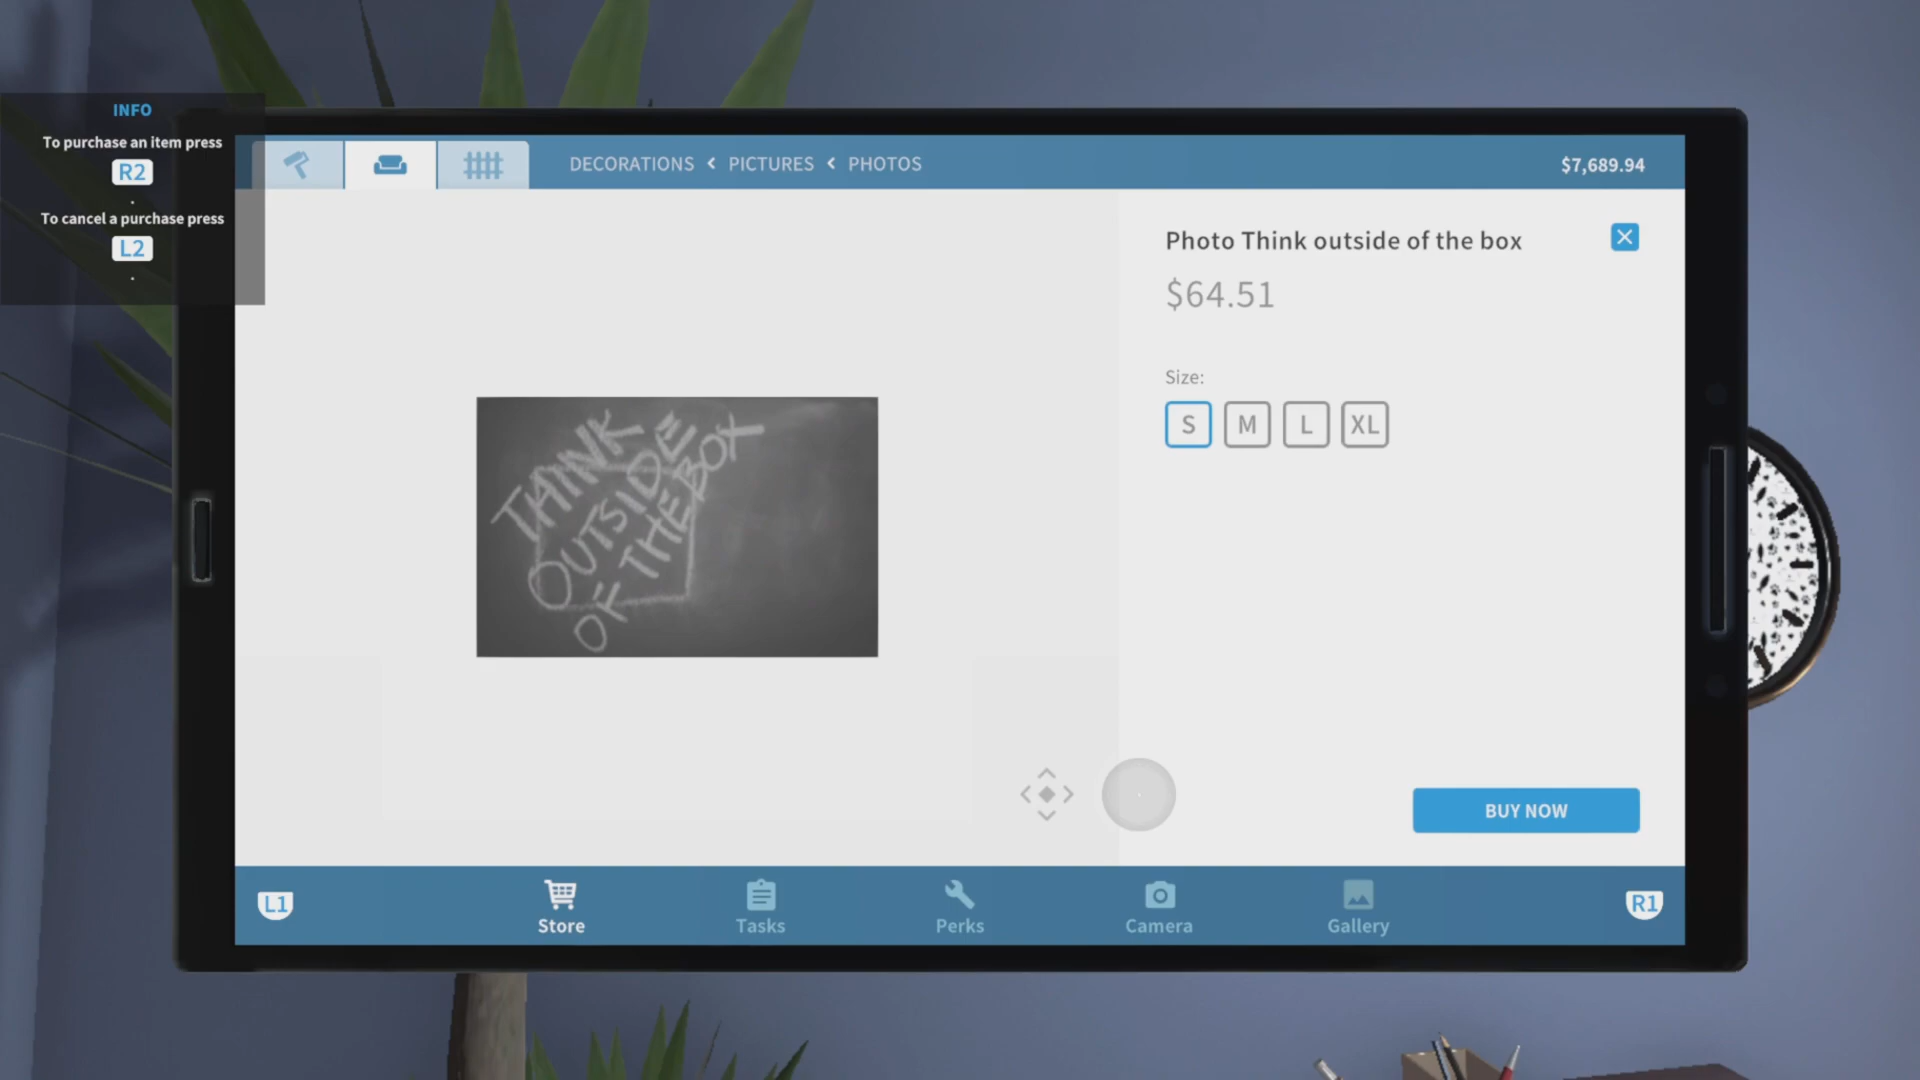 INFO
To purchase an item press
R2
.
To cancel a purchase press
L2
.
DECORATIONS < PICTURES < PHOTOS
$7,689.94
Photo Think outside of the box
$64.51
Size:
S M L XL
THINK
OUTSIDE
OF THE BOX
BUY NOW
L1
Store
Tasks
Perks
Camera
Gallery
R1